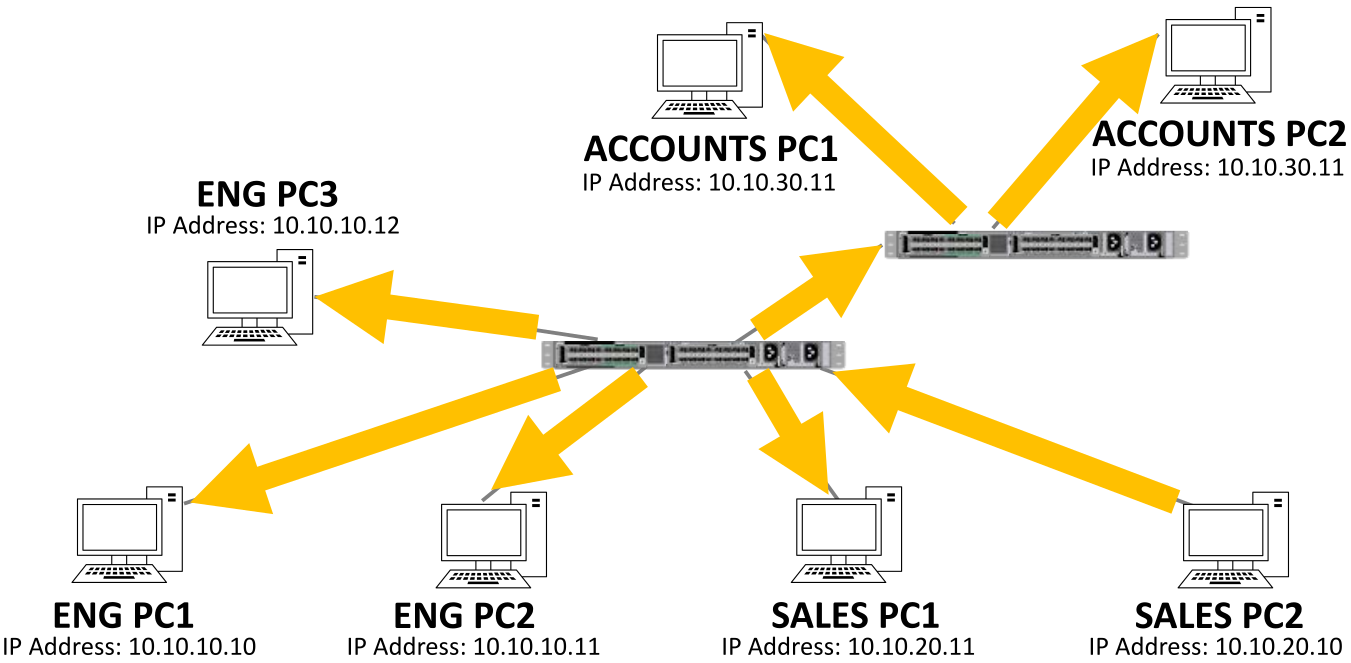 ACCOUNTS PC1
IP Address: 10.10.30.11
ACCOUNTS PC2
IP Address: 10.10.30.11
ENG PC3
IP Address: 10.10.10.12
ENG PC1
IP Address: 10.10.10.10
ENG PC2
IP Address: 10.10.10.11
SALES PC1
IP Address: 10.10.20.11
SALES PC2
IP Address: 10.10.20.10